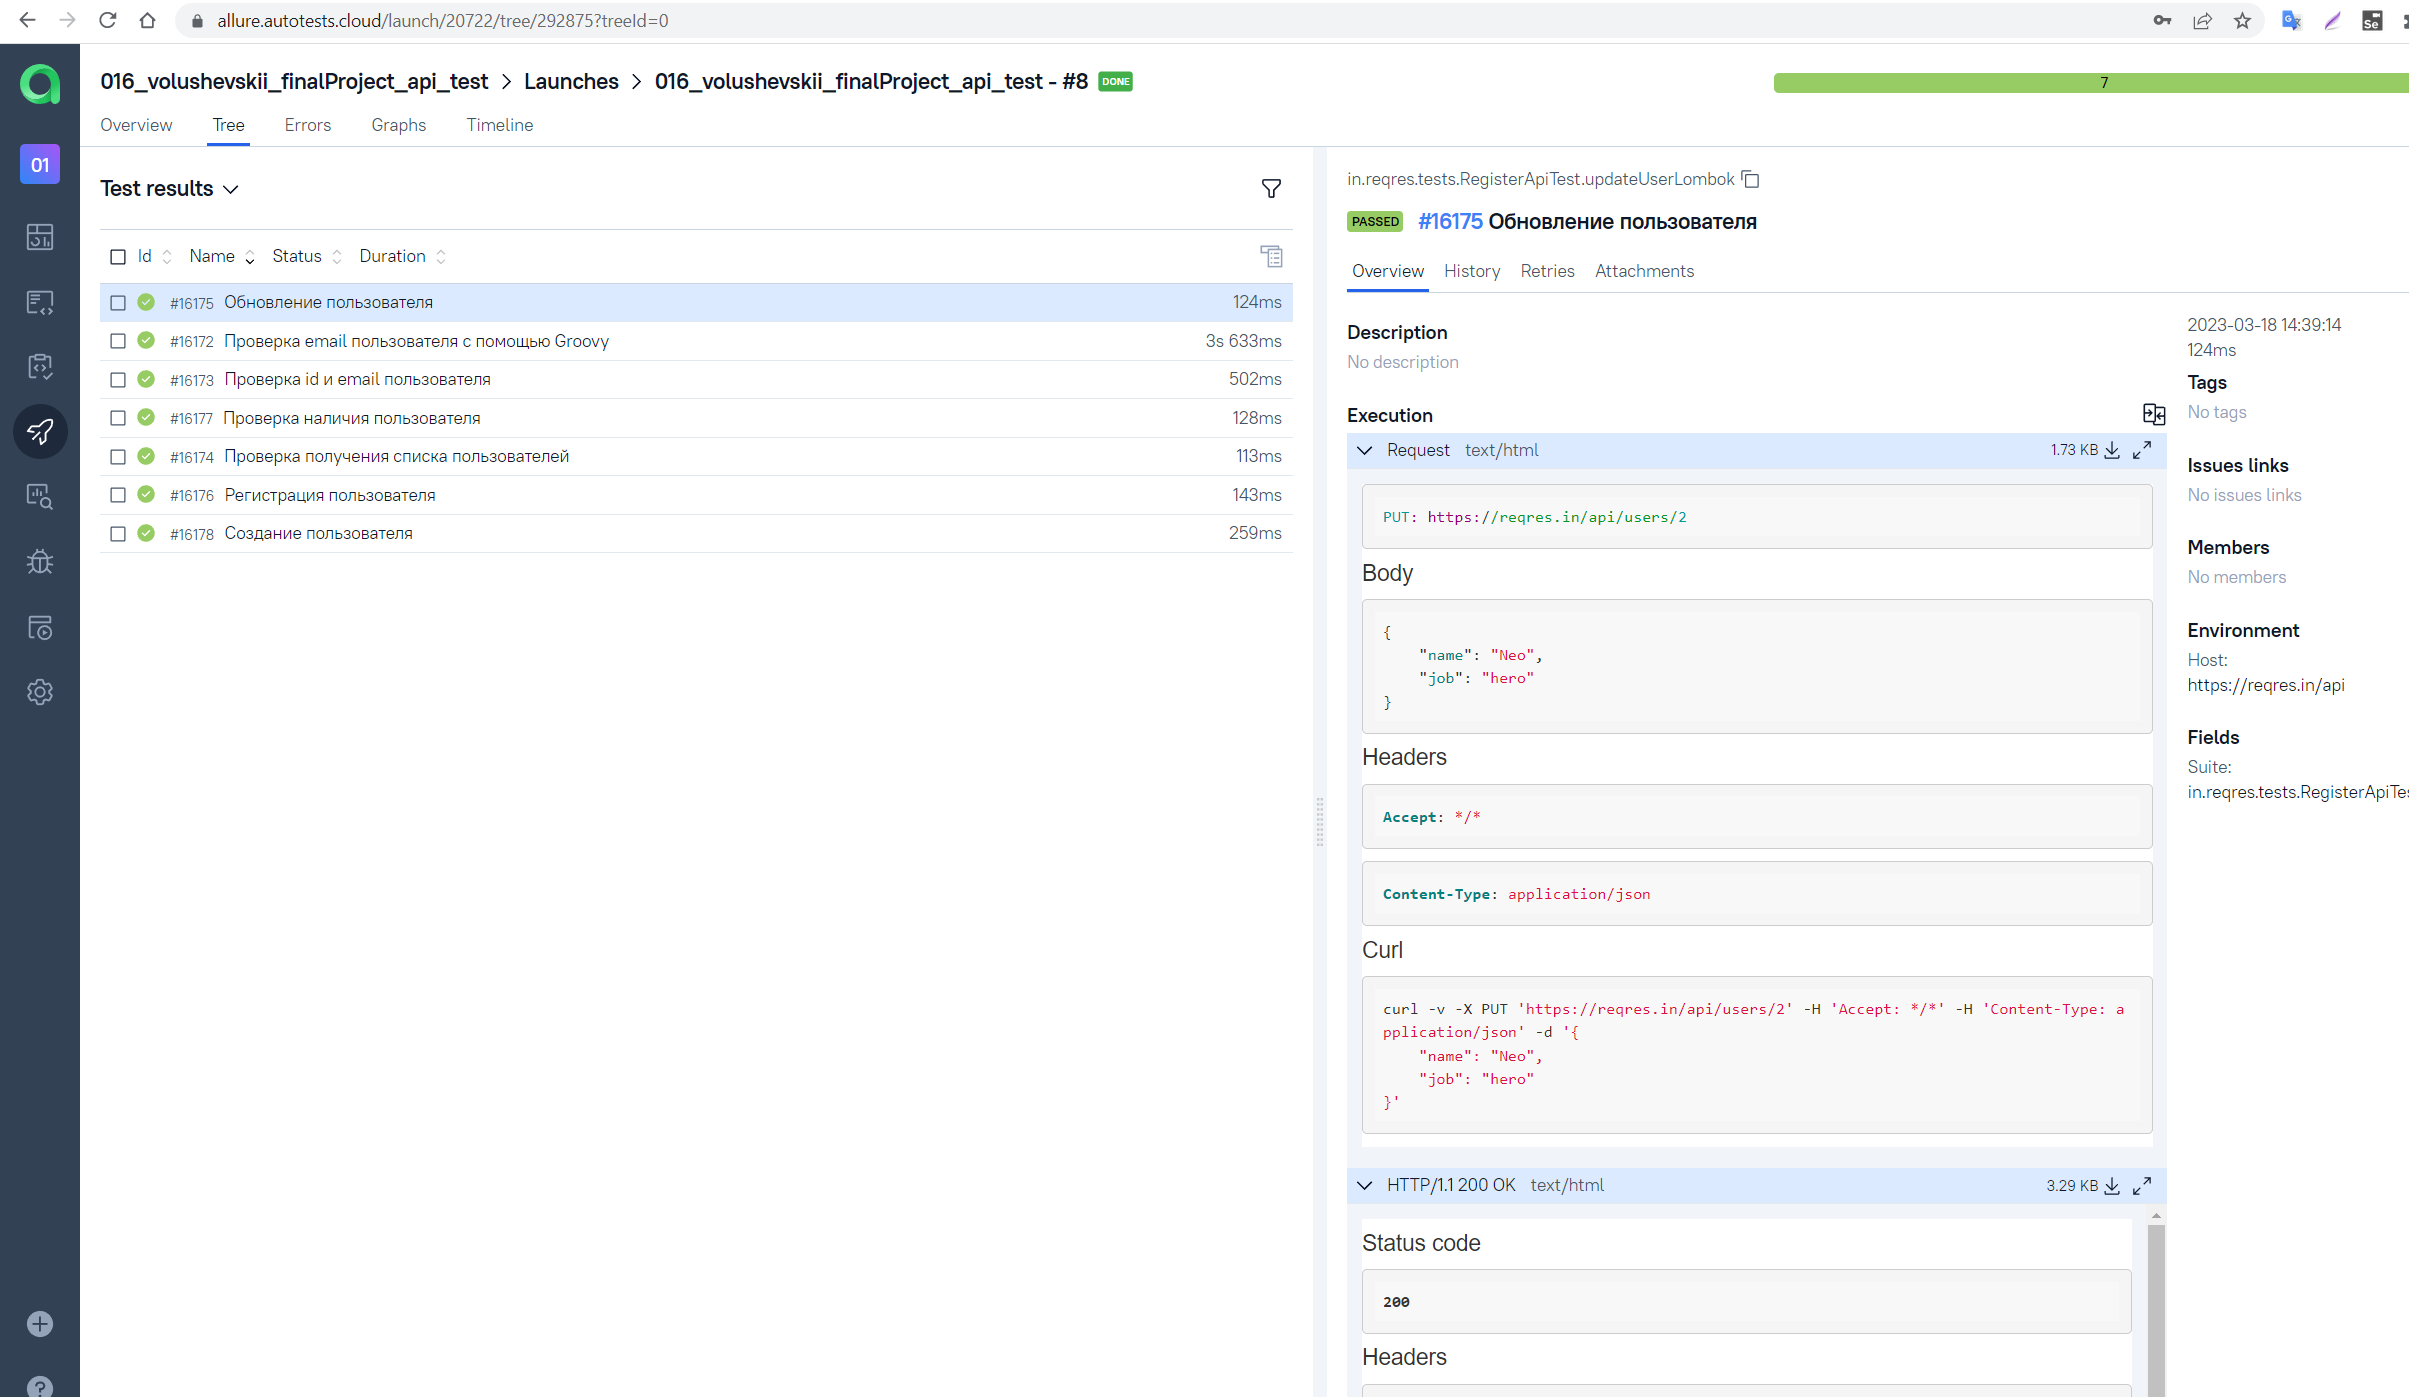 allure.autotests.cloud/launch/20722/tree/292875?treeId=0
016_volushevskii_finalProject_api_test > Launches > 016_volushevskii_finalProject_api_test - #8 DONE
7
Overview Tree Errors Graphs Timeline
01
Test results
Id Name Status Duration
#16175 Обновление пользователя 124ms
#16172 Проверка email пользователя с помощью Groovy 3s 633ms
#16173 Проверка id и email пользователя 502ms
#16177 Проверка наличия пользователя 128ms
#16174 Проверка получения списка пользователей 113ms
#16176 Регистрация пользователя 143ms
#16178 Создание пользователя 259ms
in.reqres.tests.RegisterApiTest.updateUserLombok
PASSED #16175 Обновление пользователя
Overview History Retries Attachments
Description
No description
Execution
Request text/html 1.73 KB
PUT: https://reqres.in/api/users/2
Body
{
"name": "Neo",
"job": "hero"
}
Headers
Accept: */*
Content-Type: application/json
Curl
curl -v -X PUT 'https://reqres.in/api/users/2' -H 'Accept: */*' -H 'Content-Type: a
pplication/json' -d '{
"name": "Neo",
"job": "hero"
}'
HTTP/1.1 200 OK text/html 3.29 KB
Status code
200
Headers
2023-03-18 14:39:14
124ms
Tags
No tags
Issues links
No issues links
Members
No members
Environment
Host:
https://reqres.in/api
Fields
Suite:
in.reqres.tests.RegisterApiTes